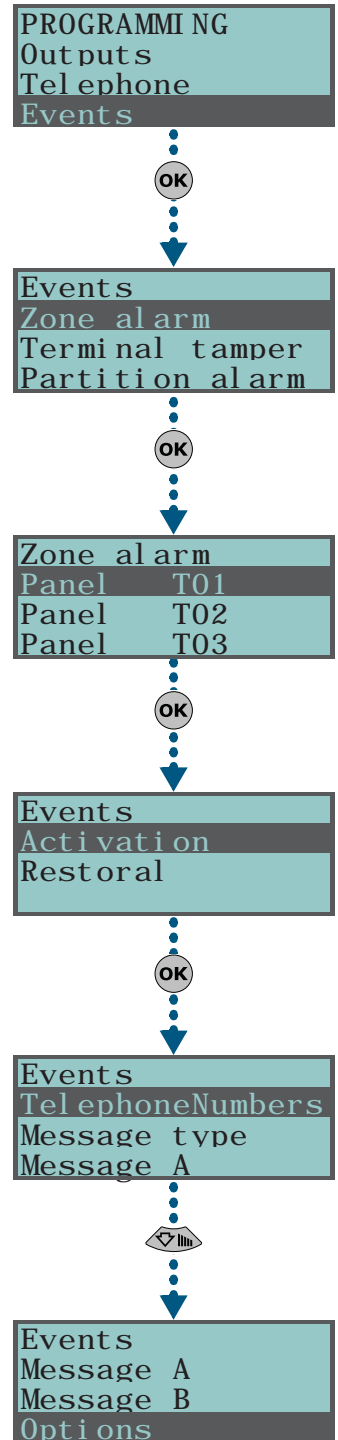 PROGRAMMING
Outputs
Telephone
Events
OK
Events
Zone alarm
Terminal tamper
Partition alarm
OK
Zone alarm
Panel T01
Panel T02
Panel T03
OK
Events
Activation
Restoral
OK
Events
TelephoneNumbers
Message type
Message A
Events
Message A
Message B
Options